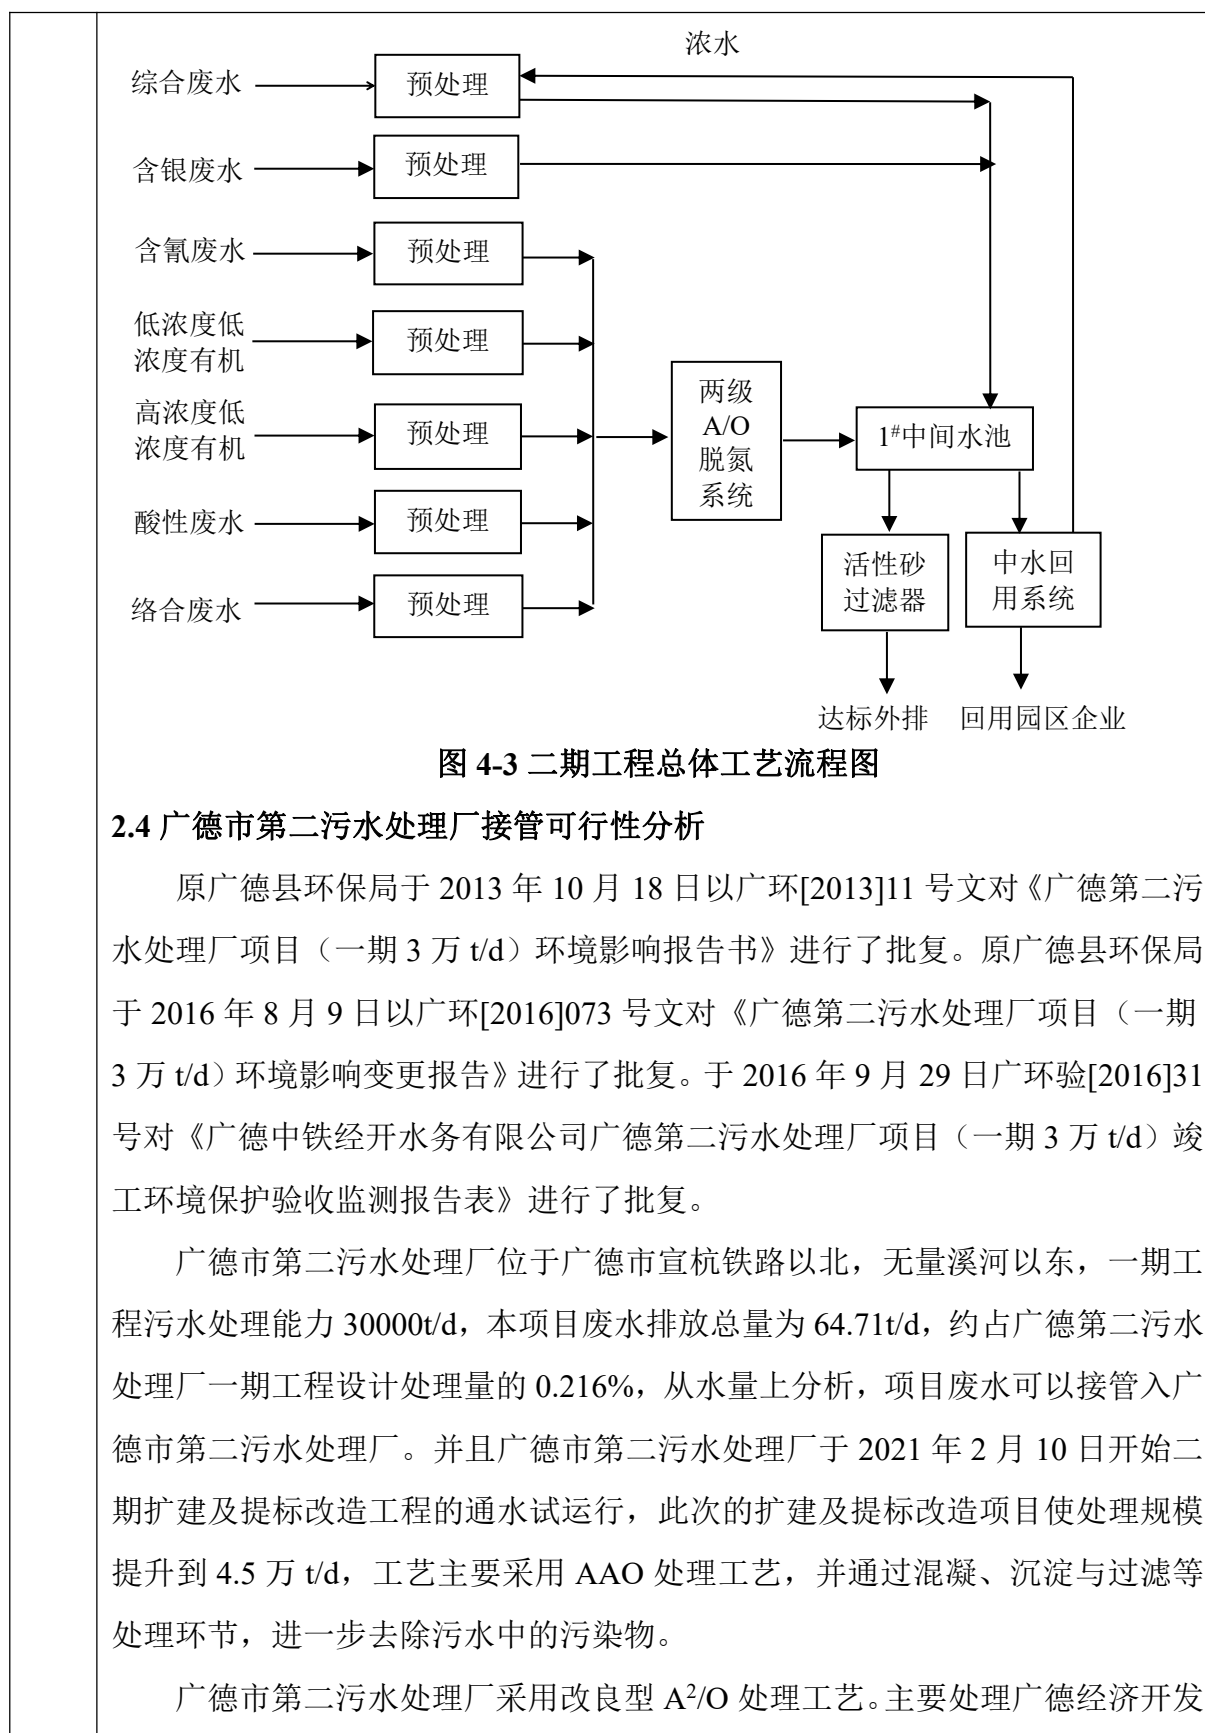 浓水
综合废水
预处理
含银废水
预处理
含氰废水
预处理
低浓度低
浓度有机
预处理
高浓度低
浓度有机
预处理
两级
A/O
脱氮
系统
1#中间水池
酸性废水
预处理
络合废水
预处理
活性砂
过滤器
中水回
用系统
达标外排
回用园区企业
图 4-3 二期工程总体工艺流程图
2.4 广德市第二污水处理厂接管可行性分析
原广德县环保局于 2013 年 10 月 18 日以广环[2013]11 号文对《广德第二污
水处理厂项目（一期 3 万 t/d）环境影响报告书》进行了批复。原广德县环保局
于 2016 年 8 月 9 日以广环[2016]073 号文对《广德第二污水处理厂项目（一期
3 万 t/d）环境影响变更报告》进行了批复。于 2016 年 9 月 29 日广环验[2016]31
号对《广德中铁经开水务有限公司广德第二污水处理厂项目（一期 3 万 t/d）竣
工环境保护验收监测报告表》进行了批复。
广德市第二污水处理厂位于广德市宣杭铁路以北，无量溪河以东，一期工
程污水处理能力 30000t/d，本项目废水排放总量为 64.71t/d，约占广德第二污水
处理厂一期工程设计处理量的 0.216%，从水量上分析，项目废水可以接管入广
德市第二污水处理厂。并且广德市第二污水处理厂于 2021 年 2 月 10 日开始二
期扩建及提标改造工程的通水试运行，此次的扩建及提标改造项目使处理规模
提升到 4.5 万 t/d，工艺主要采用 AAO 处理工艺，并通过混凝、沉淀与过滤等
处理环节，进一步去除污水中的污染物。
广德市第二污水处理厂采用改良型 A²/O 处理工艺。主要处理广德经济开发